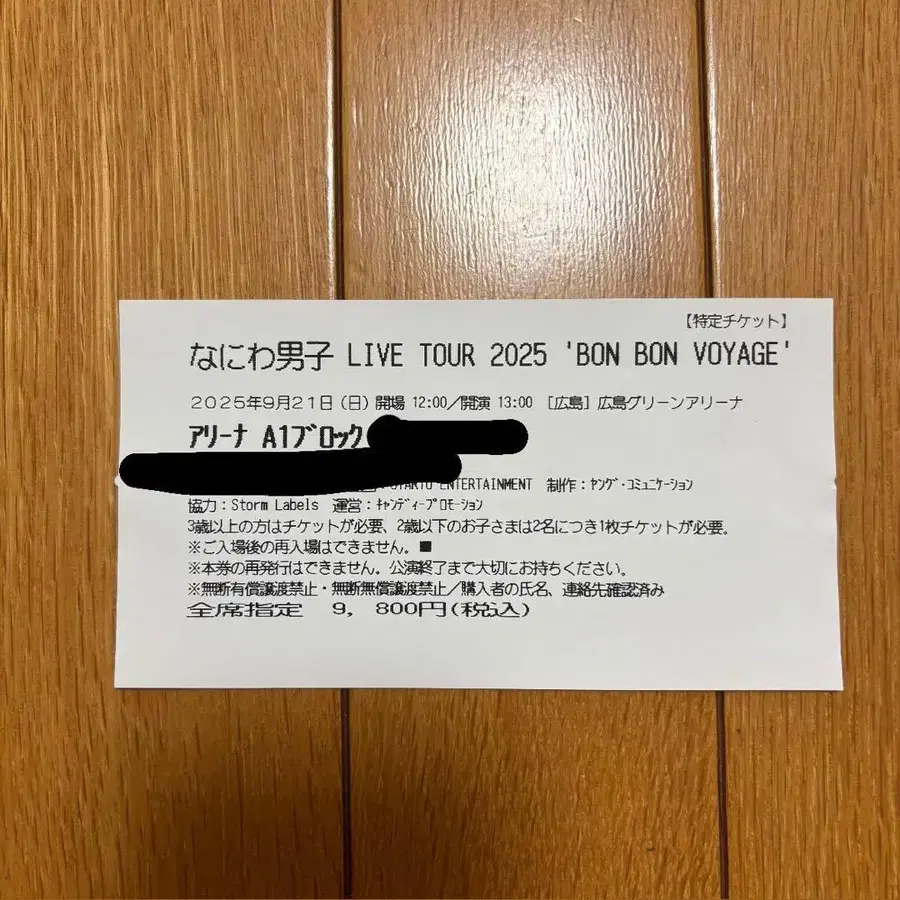 【特定チケット】
なにわ男子 LIVE TOUR 2025 'BON BON VOYAGE'
2025年9月21日(日) 開場 12:00/開演 13:00 [広島] 広島グリーンアリーナ
アリーナ A1ブロック
ENTERTAINMENT 制作:ヤング・コミュニケーション
協力:Storm Labels 運営:キャンディープロモーション
3歳以上の方はチケットが必要、2歳以下のお子さまは2名につき1枚チケットが必要。
※ご入場後の再入場はできません。■
※本券の再発行はできません。公演終了まで大切にお持ちください。
※無断有償譲渡禁止・無断無償譲渡禁止/購入者の氏名、連絡先確認済み
全席指定 9,800円(税込)